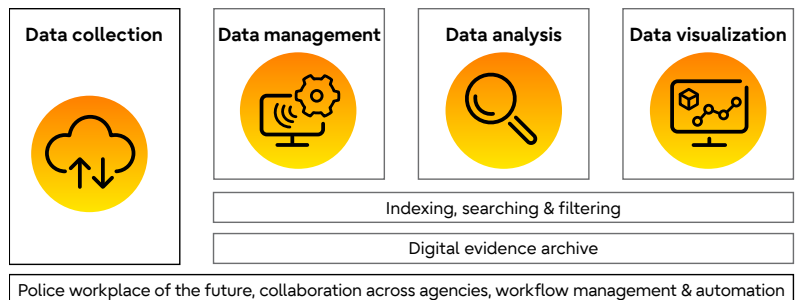 Data collection
Data management
Data analysis
Data visualization
Indexing, searching & filtering
Digital evidence archive
Police workplace of the future, collaboration across agencies, workflow management & automation